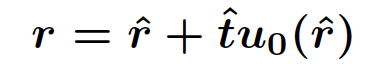 r = r̂ + t̂u₀(r̂)